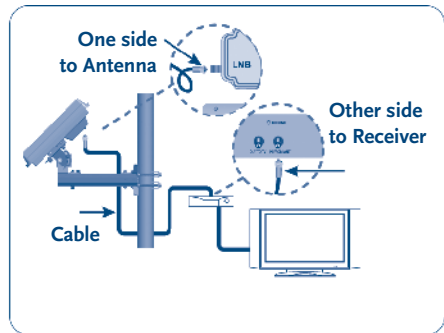 One side
to Antenna
LNB
Other side
to Receiver
Cable